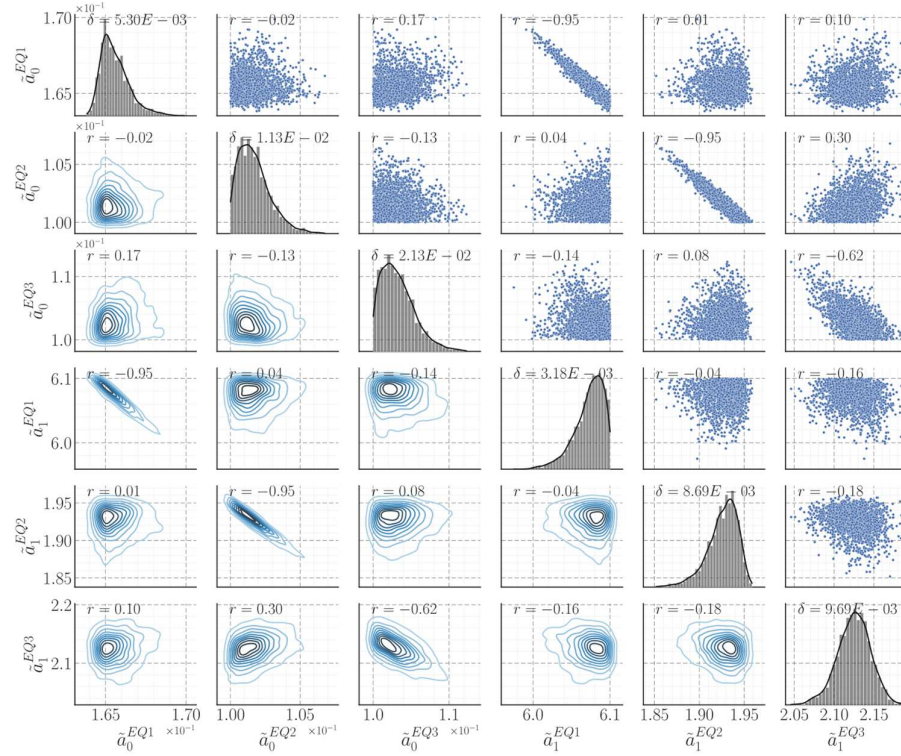 ×10⁻¹
1.70
1.65
ã₀^{EQ1}
δ = 5.30E − 03
r = −0.02
r = 0.17
r = −0.95
r = 0.01
r = 0.10
×10⁻¹
1.05
1.00
ã₀^{EQ2}
r = −0.02
δ = 1.13E − 02
r = −0.13
r = 0.04
r = −0.95
r = 0.30
×10⁻¹
1.1
1.0
ã₀^{EQ3}
r = 0.17
r = −0.13
δ = 2.13E − 02
r = −0.14
r = 0.08
r = −0.62
6.1
6.0
ã₁^{EQ1}
r = −0.95
r = 0.04
r = −0.14
δ = 3.18E − 03
r = −0.04
r = −0.16
1.95
1.90
1.85
ã₁^{EQ2}
r = 0.01
r = −0.95
r = 0.08
r = −0.04
δ = 8.69E − 03
r = −0.18
2.2
2.1
ã₁^{EQ3}
r = 0.10
r = 0.30
r = −0.62
r = −0.16
r = −0.18
δ = 9.69E − 03
1.65 1.70 1.00 1.05 1.0 1.1 6.0 6.1 1.85 1.90 1.95 2.05 2.10 2.15
ã₀^{EQ1} ×10⁻¹ ã₀^{EQ2} ×10⁻¹ ã₀^{EQ3} ×10⁻¹ ã₁^{EQ1} ã₁^{EQ2} ã₁^{EQ3}